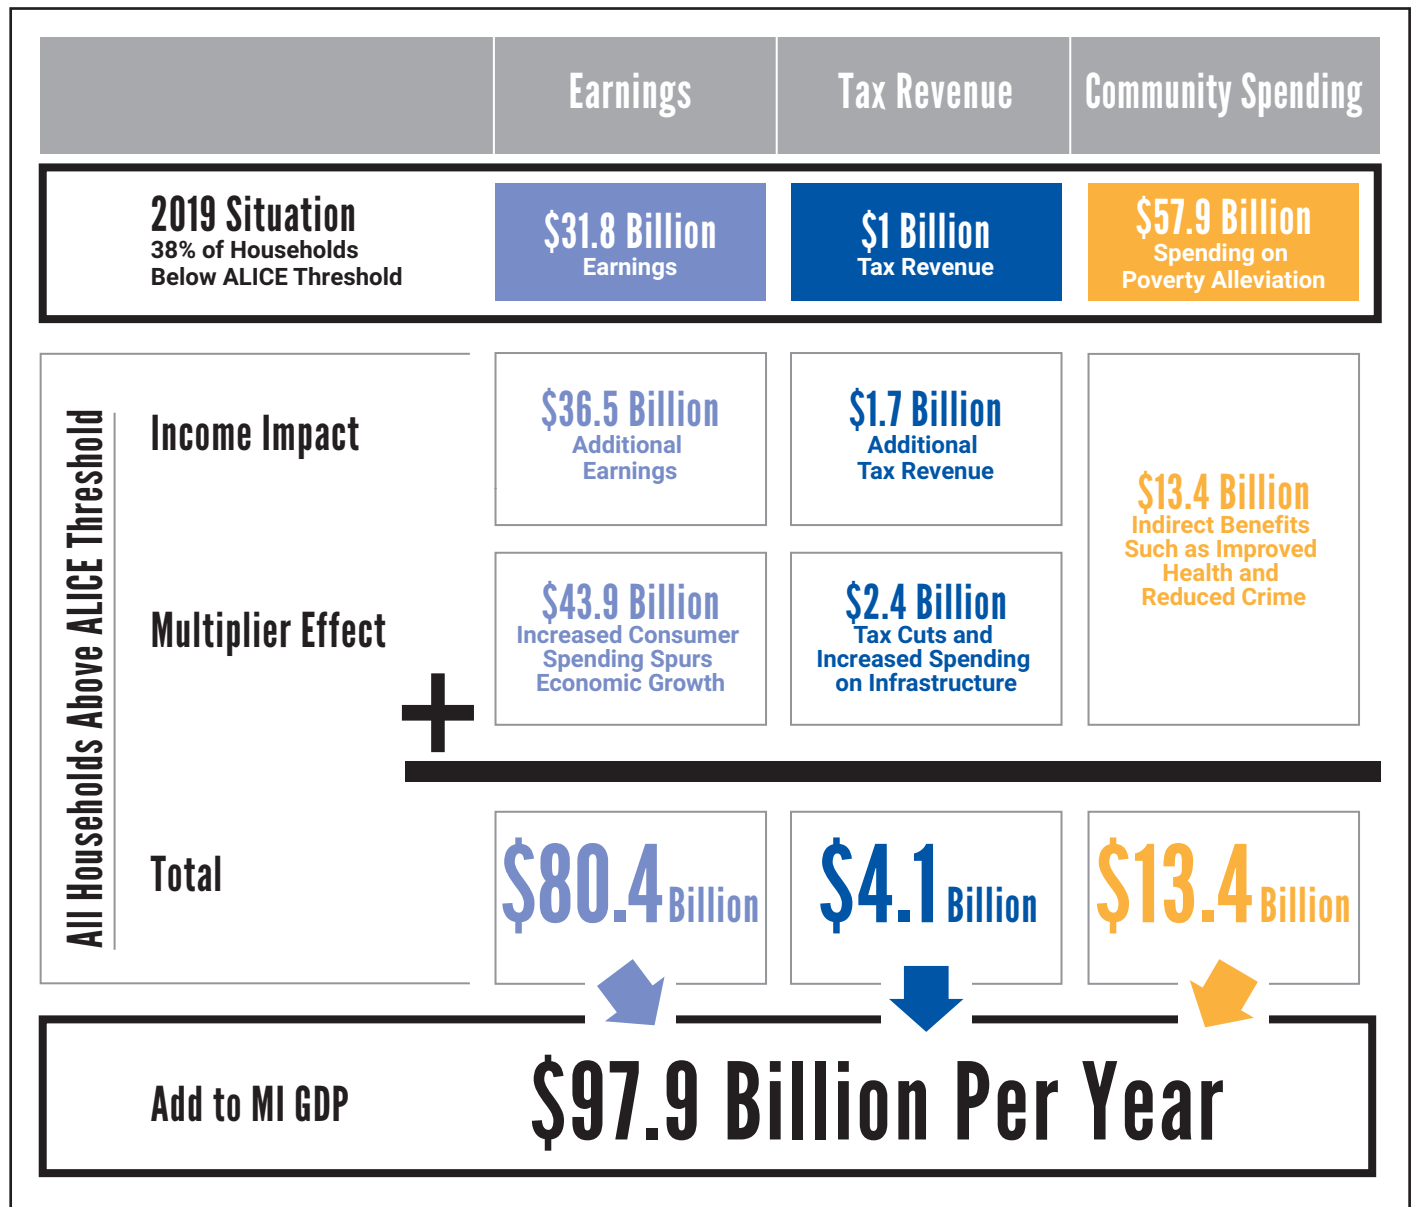 Earnings
Tax Revenue
Community Spending
2019 Situation
38% of Households
Below ALICE Threshold
$31.8 Billion
Earnings
$1 Billion
Tax Revenue
$57.9 Billion
Spending on
Poverty Alleviation
All Households Above ALICE Threshold
Income Impact
$36.5 Billion
Additional
Earnings
$1.7 Billion
Additional
Tax Revenue
$13.4 Billion
Indirect Benefits
Such as Improved
Health and
Reduced Crime
Multiplier Effect
$43.9 Billion
Increased Consumer
Spending Spurs
Economic Growth
$2.4 Billion
Tax Cuts and
Increased Spending
on Infrastructure
+
Total
$80.4 Billion
$4.1 Billion
$13.4 Billion
Add to MI GDP
$97.9 Billion Per Year